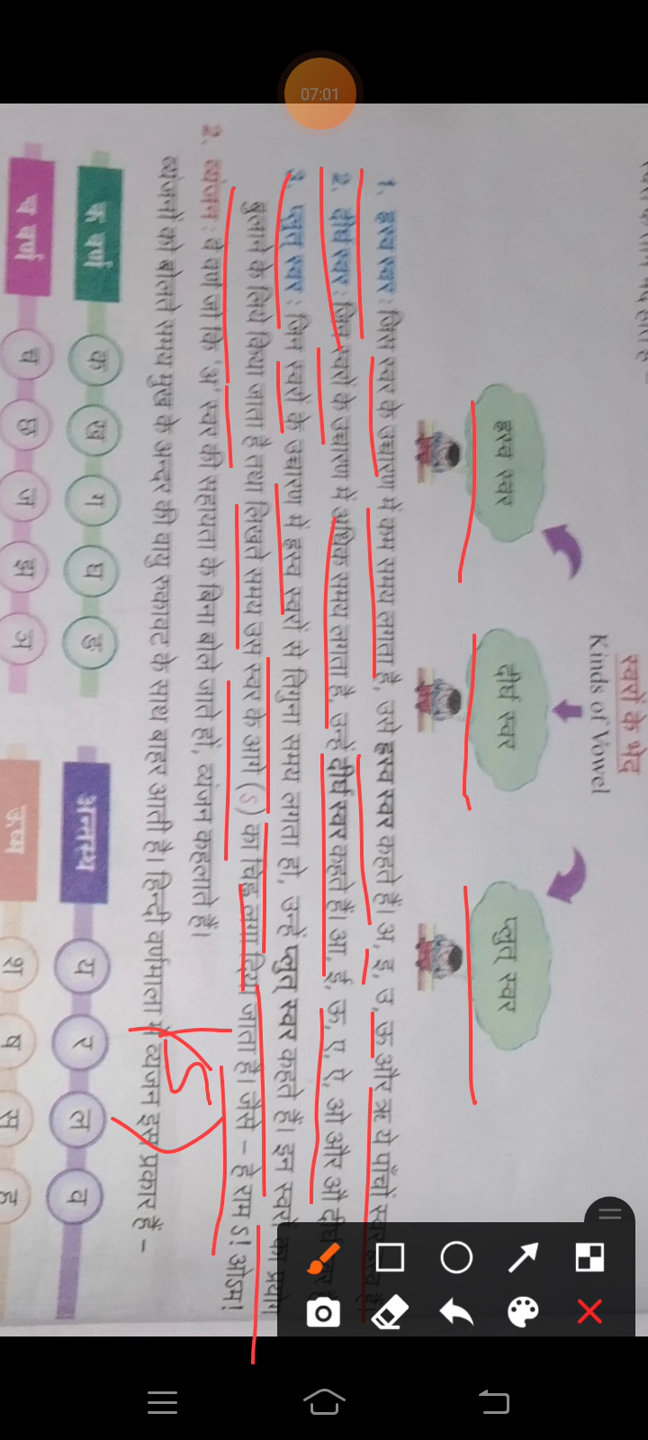 07:01
स्वरों के भेद
Kinds of Vowel
ह्रस्व स्वर
दीर्घ स्वर
प्लुत् स्वर
1. ह्रस्व स्वर : जिस स्वर के उच्चारण में कम समय लगता है, उसे ह्रस्व स्वर कहते हैं। अ, इ, उ, ऊ और ऋ ये पाँचों स्वर
2. दीर्घ स्वर : जिन स्वरों के उच्चारण में अधिक समय लगता है, उन्हें दीर्घ स्वर कहते हैं। आ, ई, ऊ, ए, ऐ, ओ और औ दीर्घ
3. प्लुत स्वर : जिन स्वरों के उच्चारण में ह्रस्व स्वरों से तिगुना समय लगता हो, उन्हें प्लुत् स्वर कहते हैं। इन स्वरों का प्रयोग
बुलाने के लिये किया जाता है तथा लिखते समय उस स्वर के आगे (S) का चिह्न लगा दिया जाता है। जैसे – हे राम S! ओउम!
2. व्यंजन : वे वर्ण जो कि 'अ' स्वर की सहायता के बिना बोले जाते हों, व्यंजन कहलाते हैं।
व्यंजनों को बोलते समय मुख के अन्दर की वायु रुकावट के साथ बाहर आती है। हिन्दी वर्णमाला में व्यंजन इस प्रकार हैं –
क वर्ग क ख ग घ ङ अन्तस्थ य र ल व
च वर्ग च छ ज झ ञ ऊष्म श ष स ह